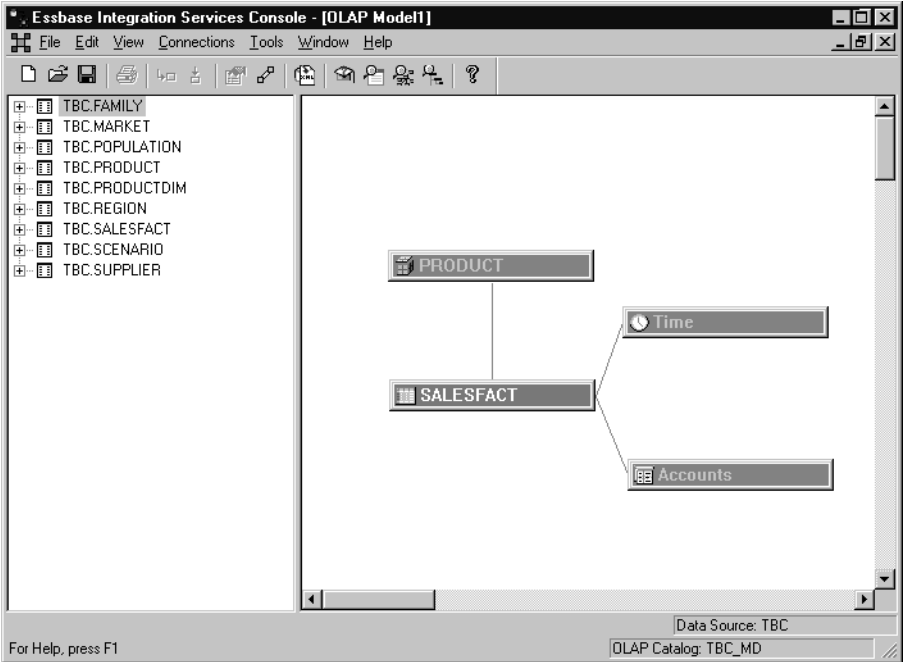 Essbase Integration Services Console - [OLAP Model1]
File Edit View Connections Tools Window Help
XML
TBC.FAMILY
TBC.MARKET
TBC.POPULATION
TBC.PRODUCT
TBC.PRODUCTDIM
TBC.REGION
TBC.SALESFACT
TBC.SCENARIO
TBC.SUPPLIER
PRODUCT
Time
SALESFACT
Accounts
Data Source: TBC
For Help, press F1
OLAP Catalog: TBC_MD